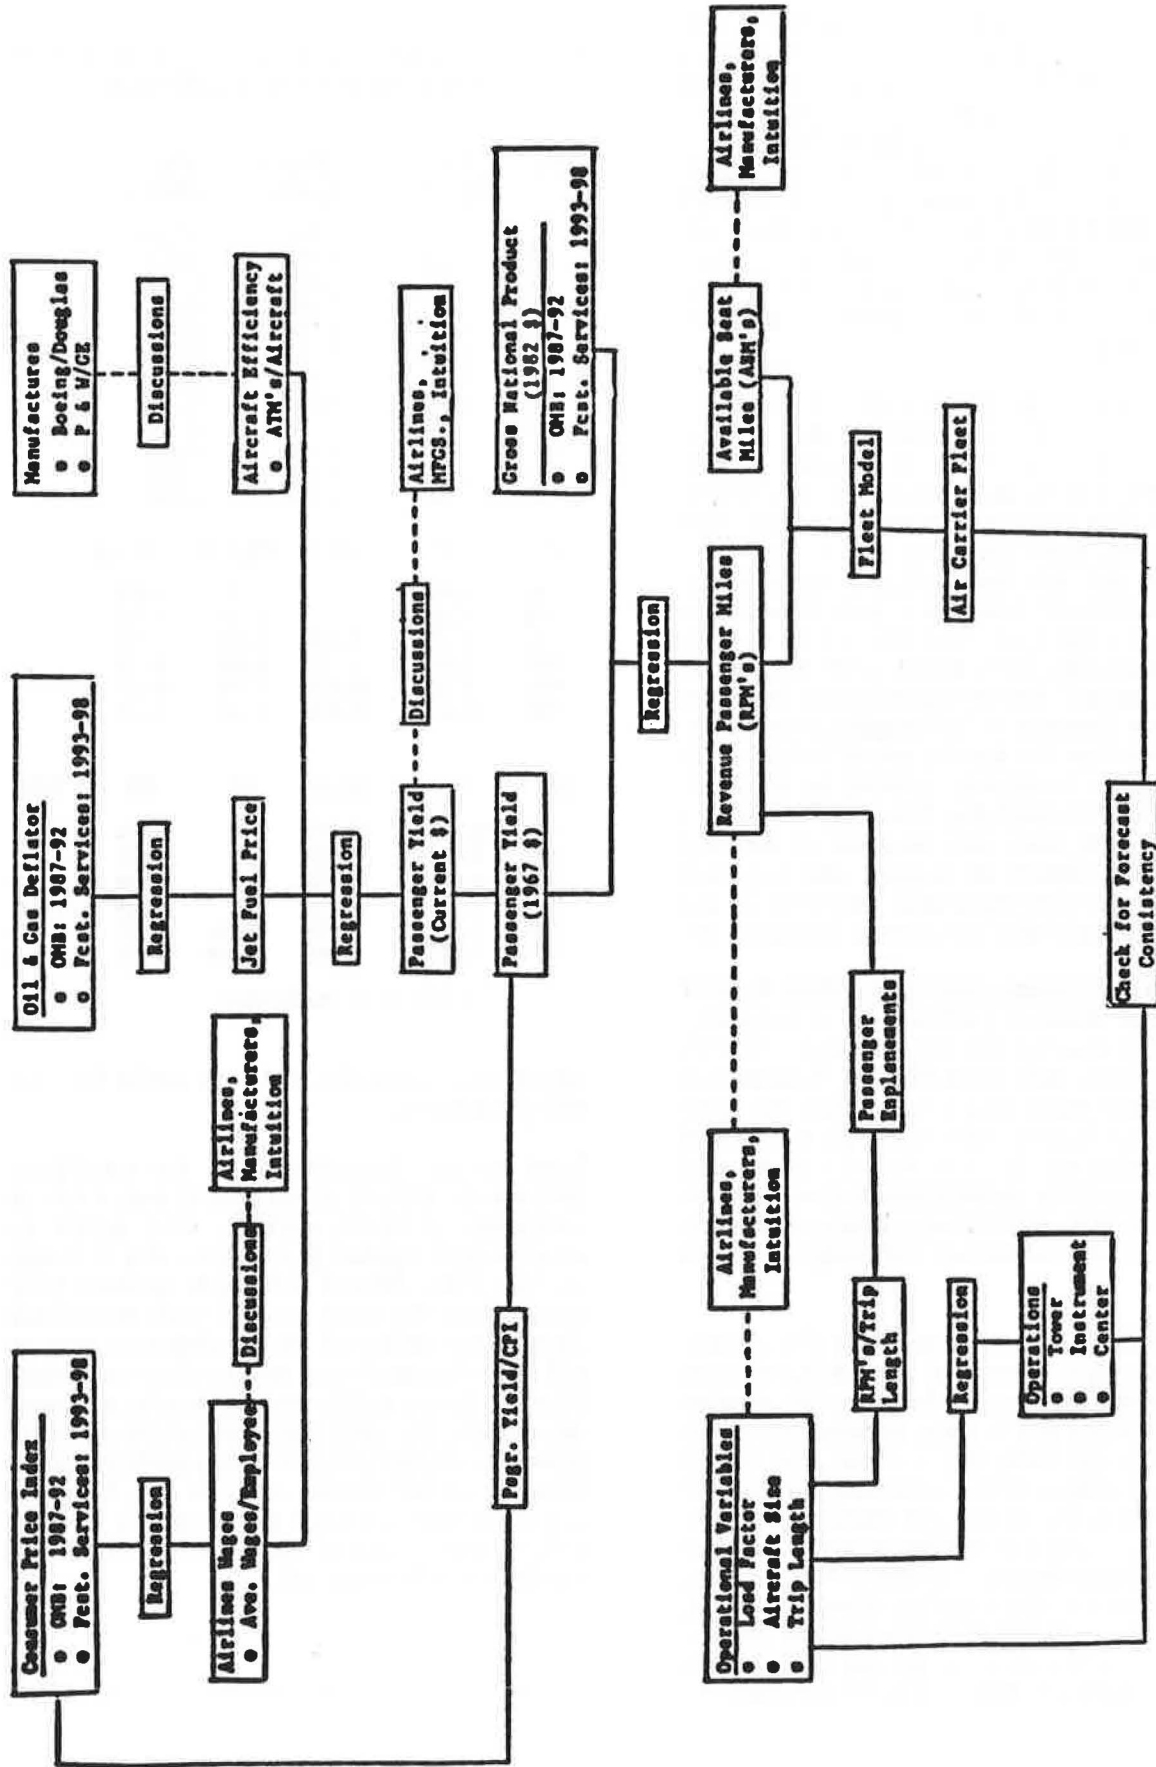 Consumer Price Index
● OMB: 1987-92
● Fcst. Services: 1993-98
Oil & Gas Deflator
● OMB: 1987-92
● Fcst. Services: 1993-98
Manufactures
● Boeing/Douglas
● P & W/GE
Regression
Regression
Discussions
Airlines Wages
● Ave. Wages/Employee
Discussions
Airlines,
Manufacturers,
Intuition
Jet Fuel Price
Aircraft Efficiency
● ATM's/Aircraft
Regression
Passenger Yield
(Current $)
Discussions
Airlines,
MFGS., Intuition
Psgr. Yield/CPI
Passenger Yield
(1967 $)
Gross National Product
(1982 $)
● OMB: 1987-92
● Fcst. Services: 1993-98
Regression
Operational Variables
● Load Factor
● Aircraft Size
● Trip Length
Airlines,
Manufacturers,
Intuition
Revenue Passenger Miles
(RPM's)
Available Seat
Miles (ASM's)
Airlines,
Manufacturers,
Intuition
RPM's/Trip
Length
Passenger
Enplanements
Fleet Model
Regression
Air Carrier Fleet
Operations
● Tower
● Instrument
● Center
Check for Forecast
Consistency